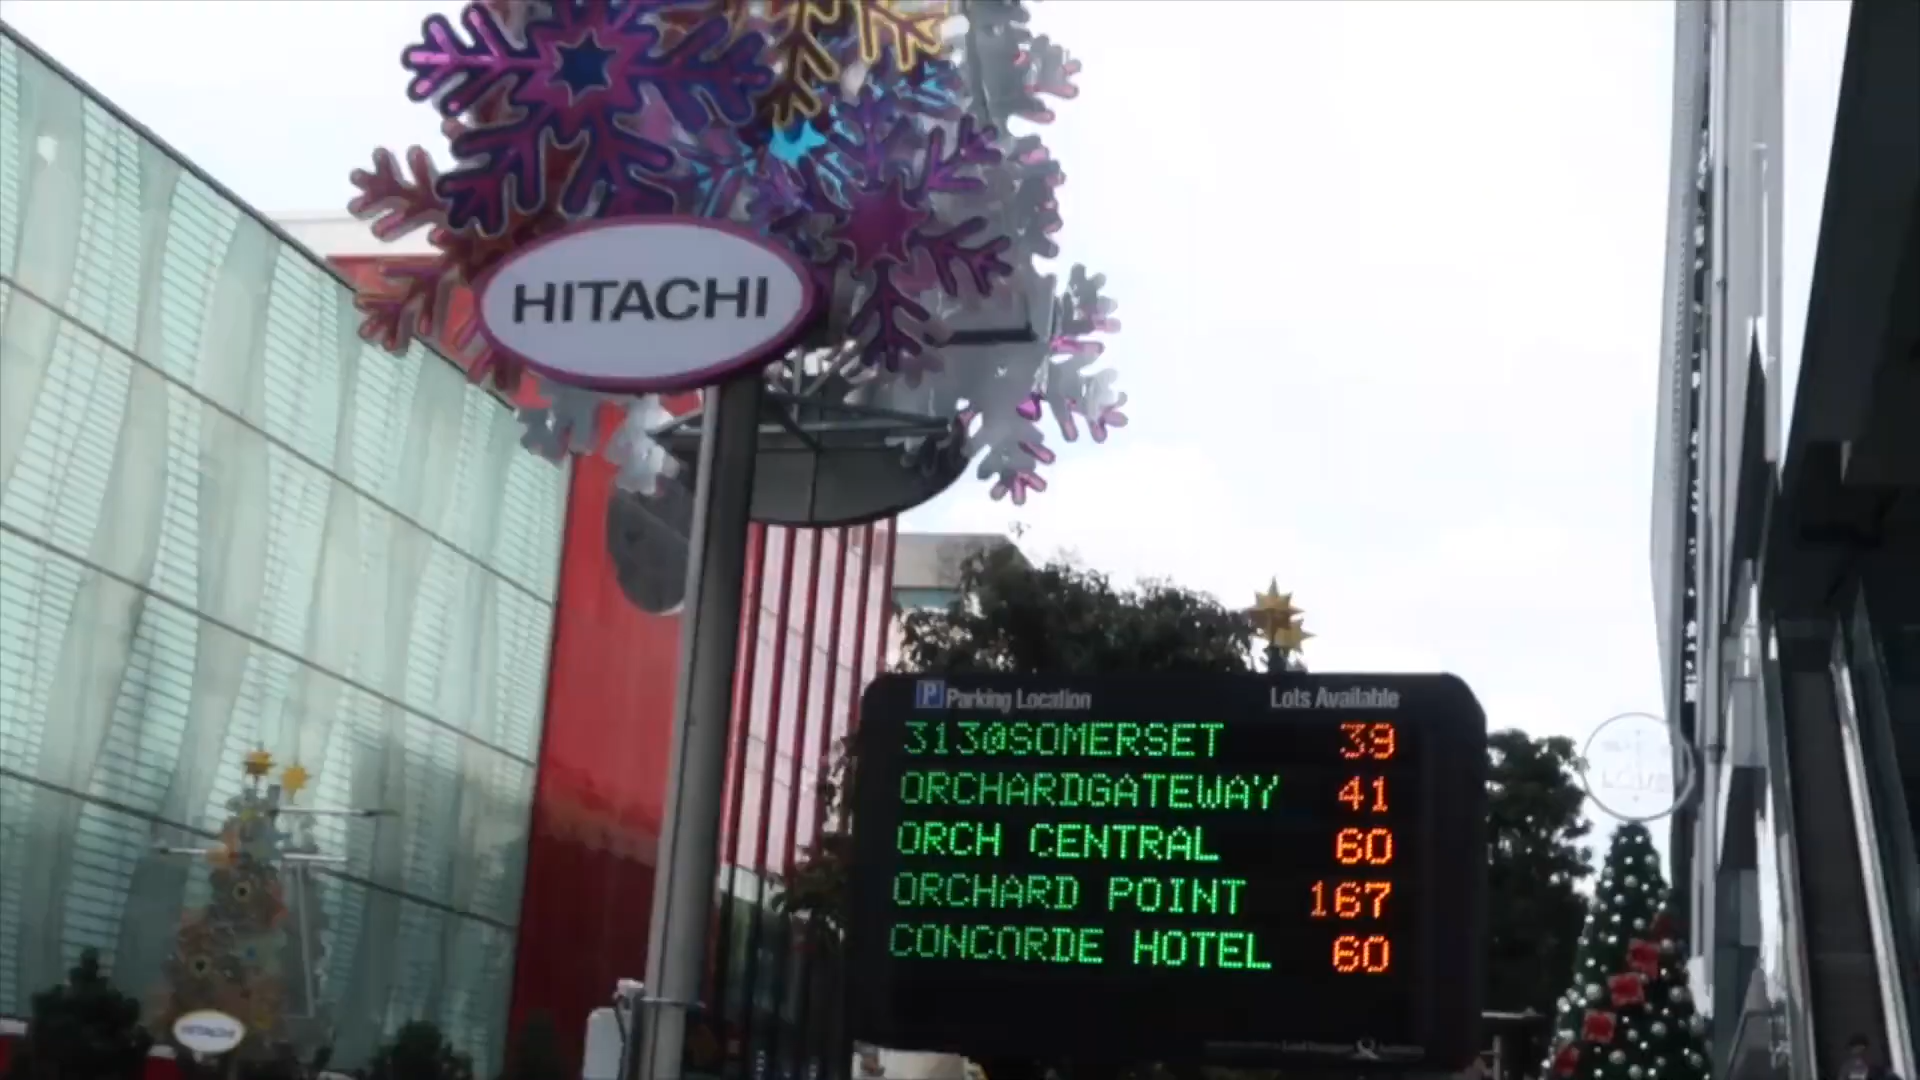 HITACHI
P Parking Location Lots Available
313@SOMERSET 39
ORCHARDGATEWAY 41
ORCH CENTRAL 60
ORCHARD POINT 167
CONCORDE HOTEL 60
HITACHI